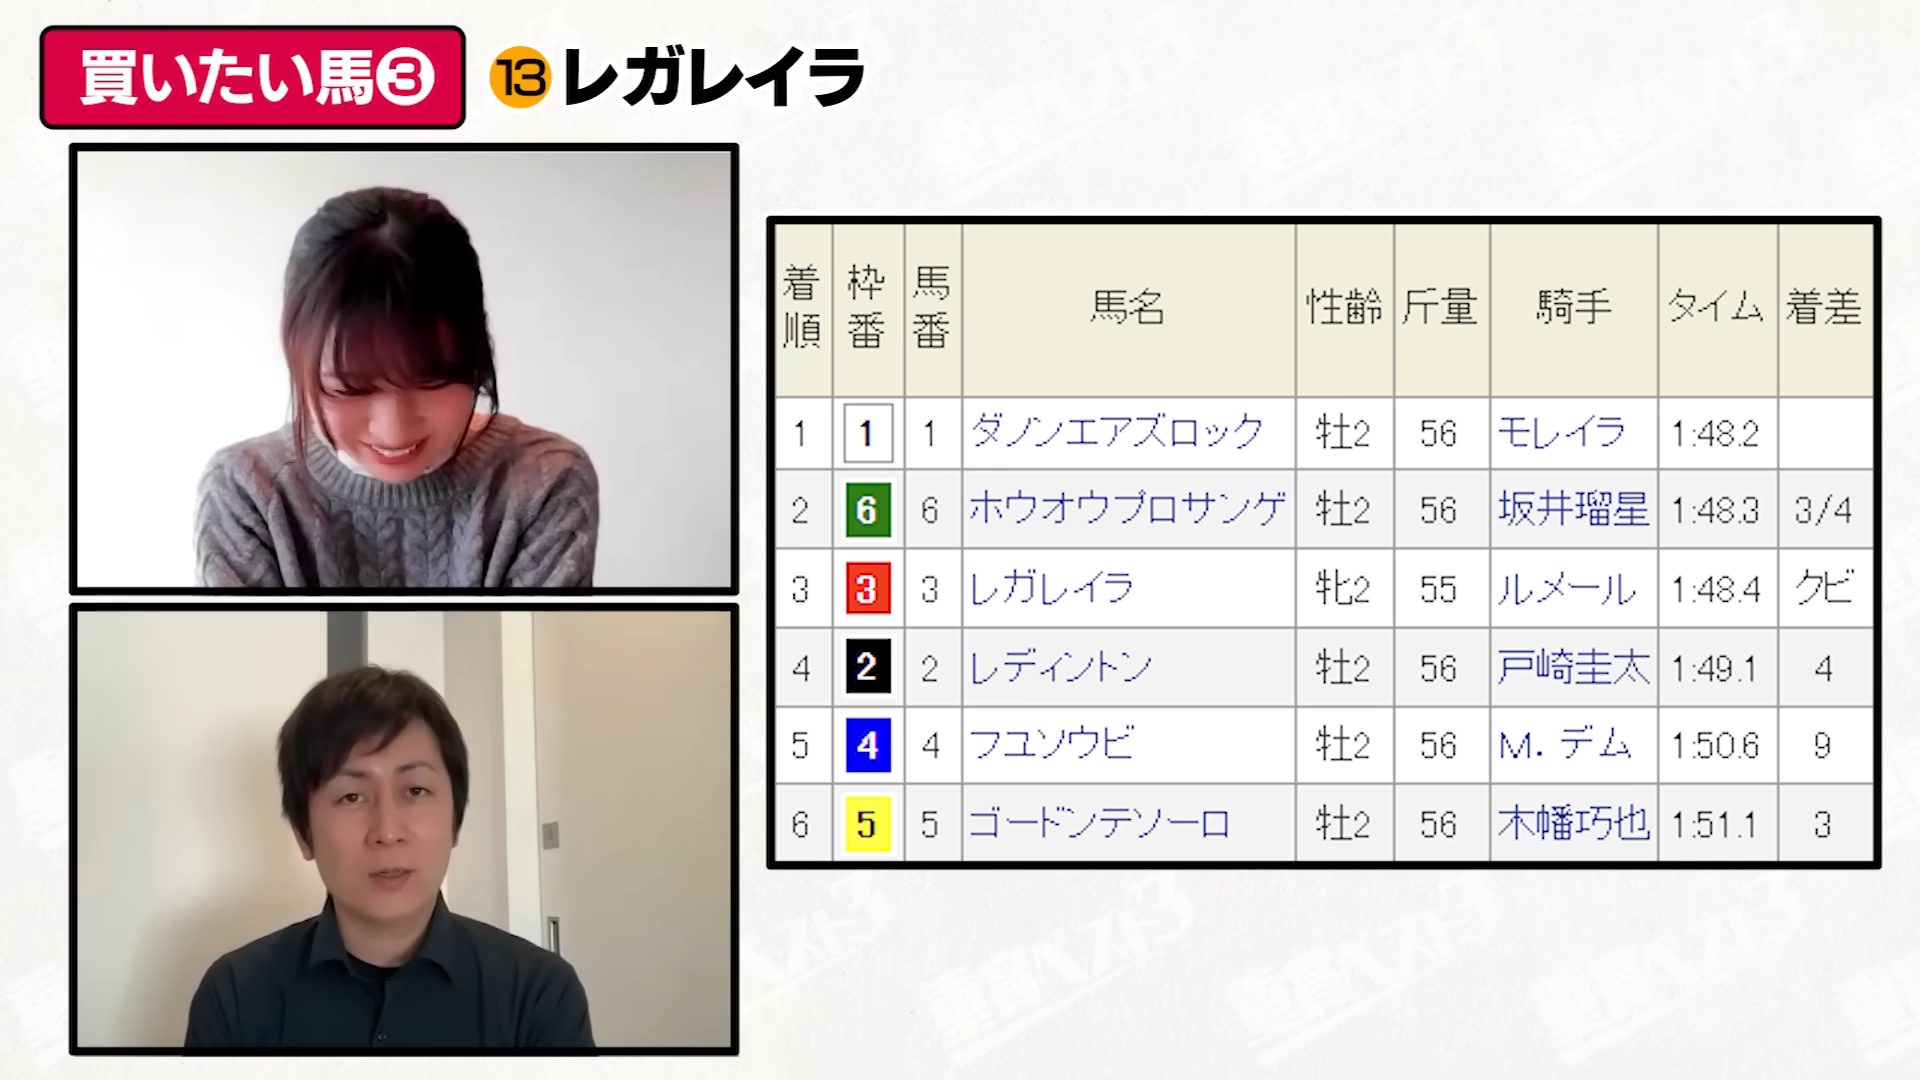 買いたい馬❸ ⑬レガレイラ
着順 枠番 馬番 馬名 性齢 斤量 騎手 タイム 着差
1 1 1 ダノンエアズロック 牡2 56 モレイラ 1:48.2
2 6 6 ホウオウプロサンゲ 牡2 56 坂井瑠星 1:48.3 3/4
3 3 3 レガレイラ 牝2 55 ルメール 1:48.4 クビ
4 2 2 レディントン 牡2 56 戸崎圭太 1:49.1 4
5 4 4 フユソウビ 牡2 56 M.デム 1:50.6 9
6 5 5 ゴードンテソーロ 牡2 56 木幡巧也 1:51.1 3